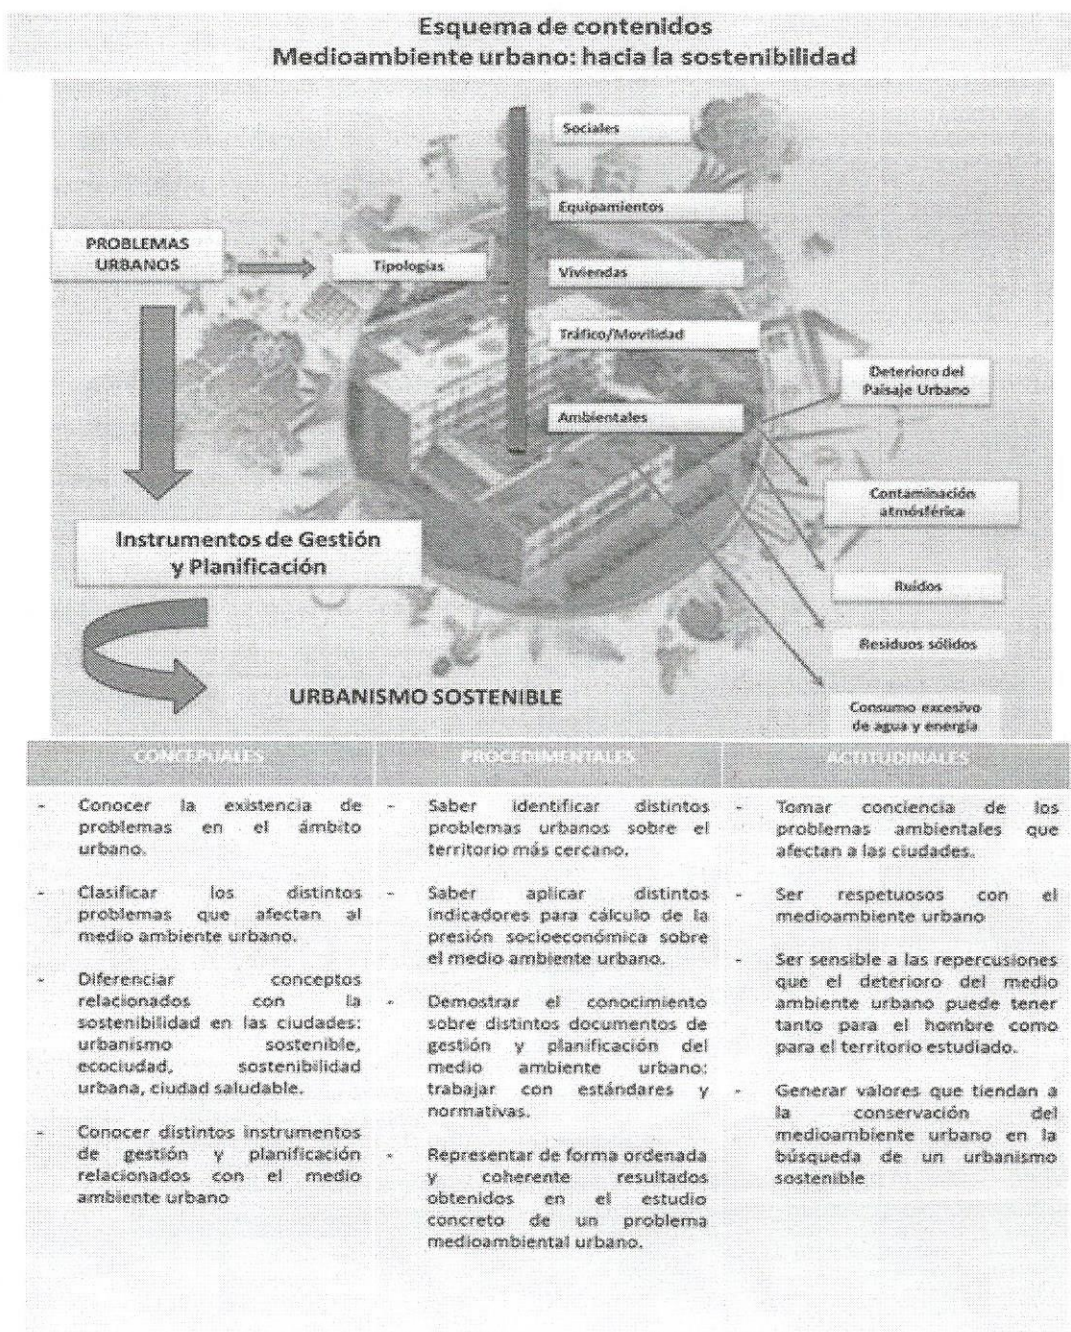 Esquema de contenidos
Medioambiente urbano: hacia la sostenibilidad
Sociales
Equipamientos
PROBLEMAS
URBANOS
Tipologías
Viviendas
Tráfico/Movilidad
Deterioro del
Paisaje Urbano
Ambientales
Contaminación
atmósférica
Instrumentos de Gestión
y Planificación
Ruidos
Residuos sólidos
URBANISMO SOSTENIBLE
Consumo excesivo
de agua y energía
CONCEPUALES
- Conocer la existencia de
problemas en el ámbito
urbano.
- Clasificar los distintos
problemas que afectan al
medio ambiente urbano.
- Diferenciar conceptos
relacionados con la
sostenibilidad en las ciudades:
urbanismo sostenible,
ecociudad, sostenibilidad
urbana, ciudad saludable.
- Conocer distintos instrumentos
de gestión y planificación
relacionados con el medio
ambiente urbano
PROCEDIMENTALES
- Saber identificar distintos
problemas urbanos sobre el
territorio más cercano.
- Saber aplicar distintos
indicadores para cálculo de la
presión socioeconómica sobre
el medio ambiente urbano.
- Demostrar el conocimiento
sobre distintos documentos de
gestión y planificación del
medio ambiente urbano:
trabajar con estándares y
normativas.
- Representar de forma ordenada
y coherente resultados
obtenidos en el estudio
concreto de un problema
medioambiental urbano.
ACTITUDINALES
- Tomar conciencia de los
problemas ambientales que
afectan a las ciudades.
- Ser respetuosos con el
medioambiente urbano
- Ser sensible a las repercusiones
que el deterioro del medio
ambiente urbano puede tener
tanto para el hombre como
para el territorio estudiado.
- Generar valores que tiendan a
la conservación del
medioambiente urbano en la
búsqueda de un urbanismo
sostenible